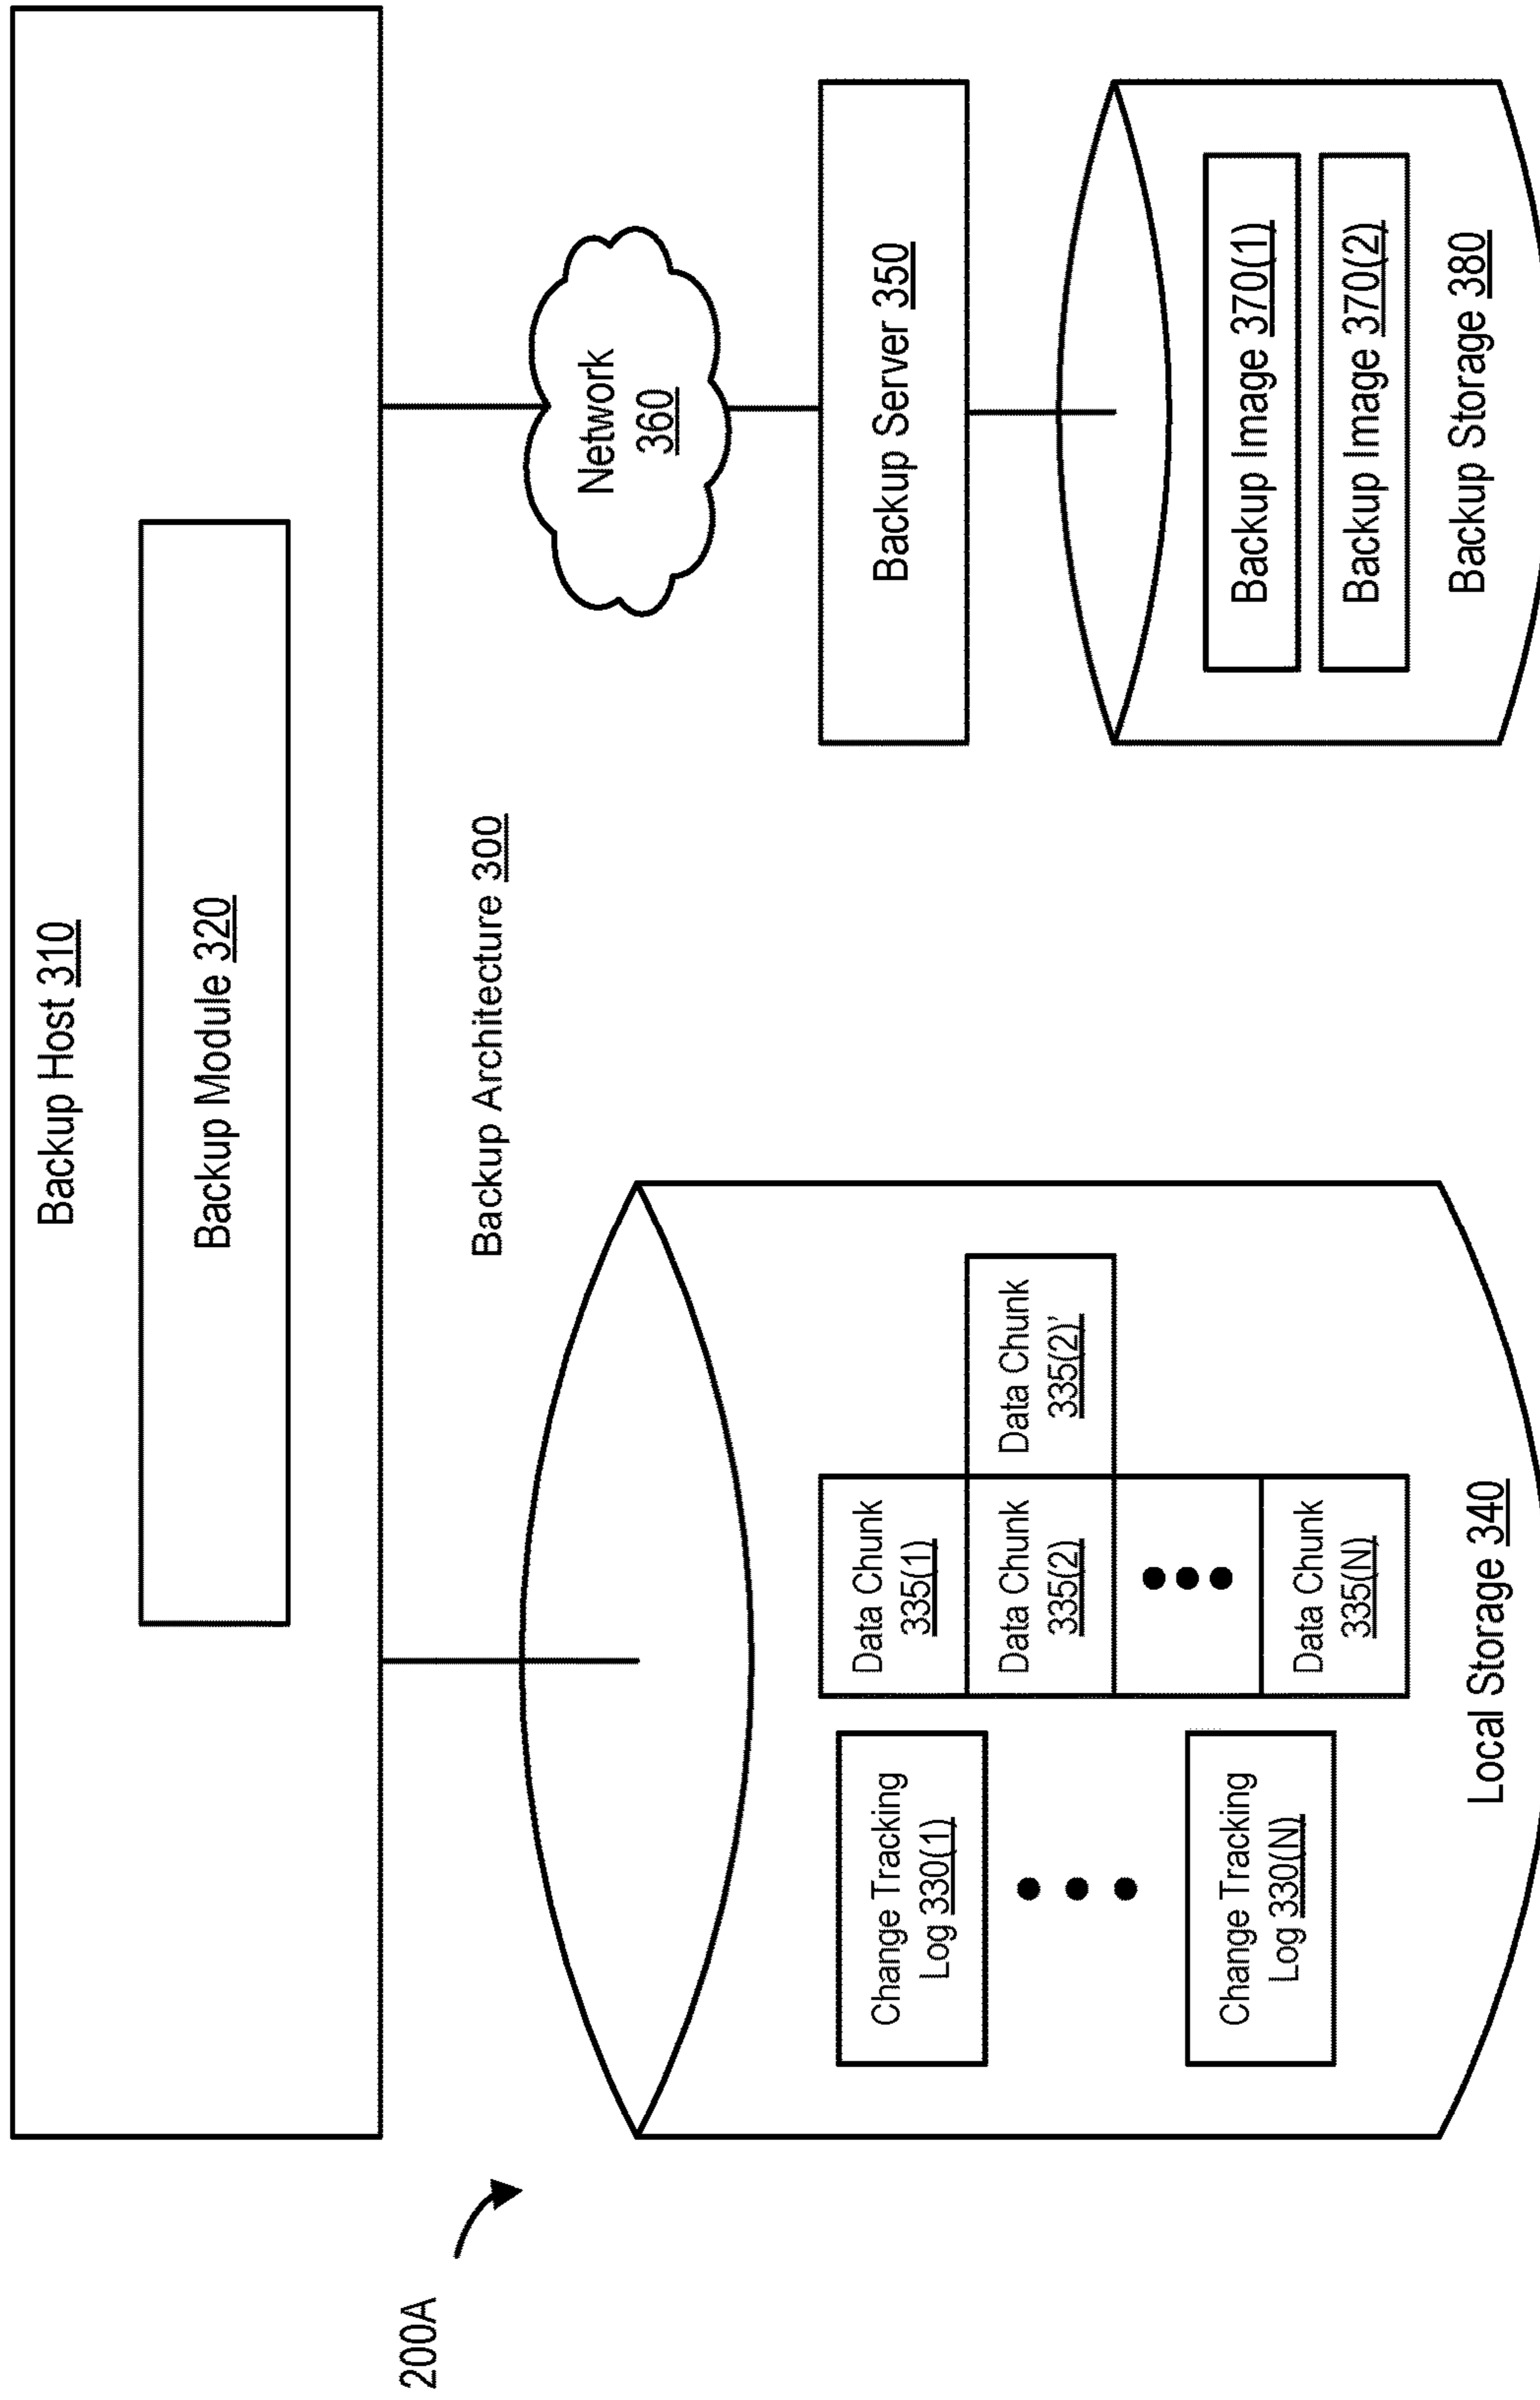 200A
Backup Host 310
Backup Module 320
Backup Architecture 300
Change Tracking
Log 330(1)
Change Tracking
Log 330(N)
Data Chunk
335(1)
Data Chunk
335(2)
Data Chunk
335(2)'
Data Chunk
335(N)
Local Storage 340
Network
360
Backup Server 350
Backup Image 370(1)
Backup Image 370(2)
Backup Storage 380